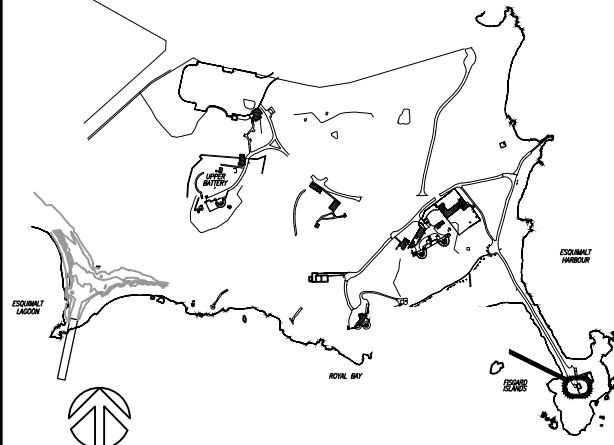 UPPER
BATTERY
ESQUIMALT
HARBOUR
ESQUIMALT
LAGOON
ROYAL BAY
FISGARD
ISLANDS